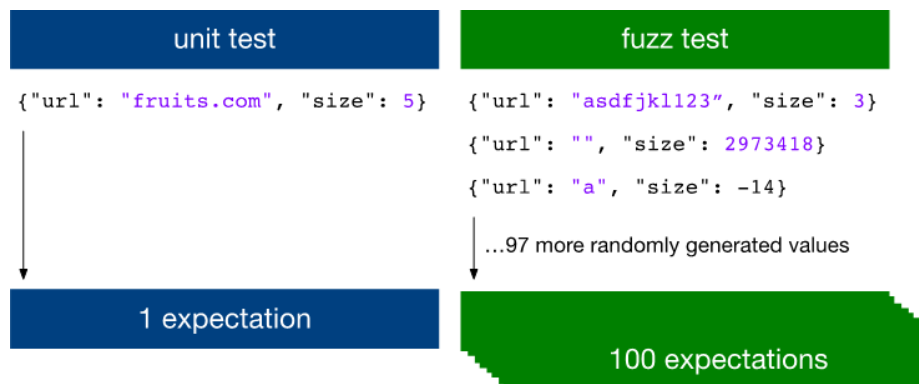 unit test
{"url": "fruits.com", "size": 5}
1 expectation
fuzz test
{"url": "asdfjkl123”, "size": 3}
{"url": "", "size": 2973418}
{"url": "a", "size": -14}
...97 more randomly generated values
100 expectations